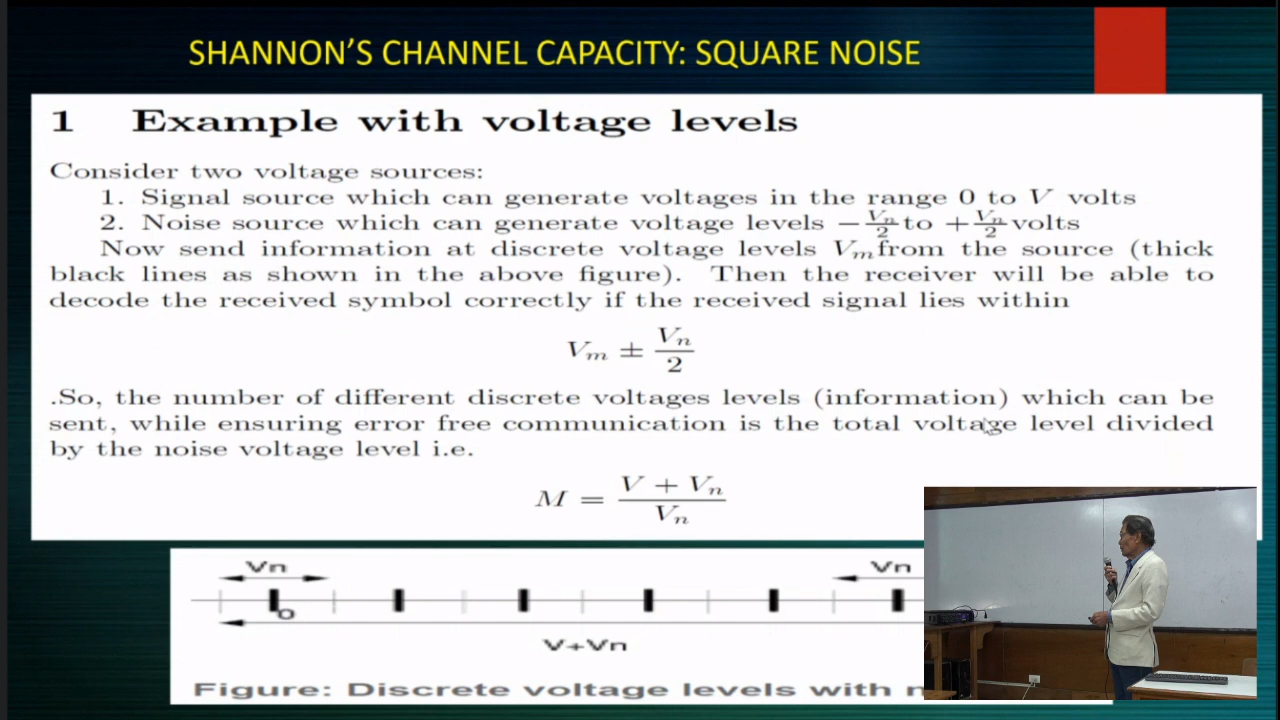 SHANNON'S CHANNEL CAPACITY: SQUARE NOISE
1 Example with voltage levels
Consider two voltage sources:
1. Signal source which can generate voltages in the range 0 to V volts
2. Noise source which can generate voltage levels −Vn/2 to +Vn/2 volts
Now send information at discrete voltage levels Vm from the source (thick
black lines as shown in the above figure). Then the receiver will be able to
decode the received symbol correctly if the received signal lies within
Vm ± Vn/2
.So, the number of different discrete voltages levels (information) which can be
sent, while ensuring error free communication is the total voltage level divided
by the noise voltage level i.e.
M = (V + Vn)/Vn
Vn Vn
0
V+Vn
Figure: Discrete voltage levels with